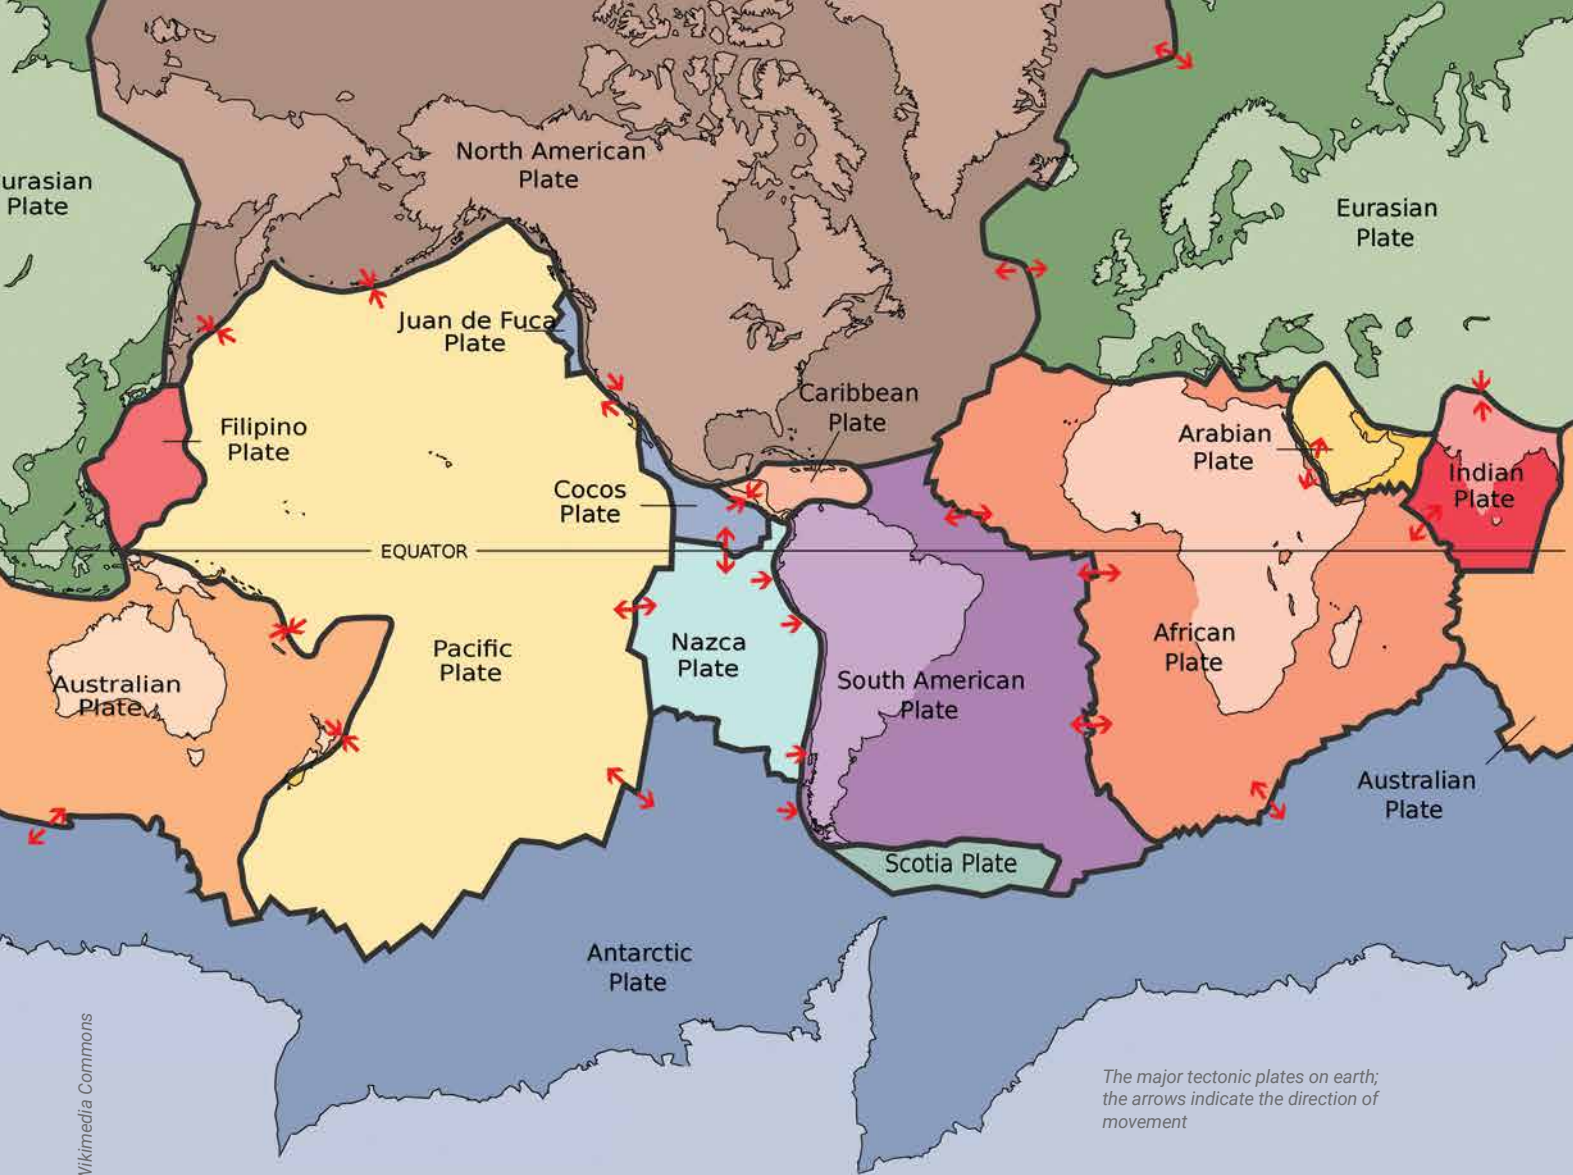 North American
Plate
urasian
Plate
Eurasian
Plate
Juan de Fuca
Plate
Caribbean
Plate
Filipino
Plate
Arabian
Plate
Indian
Plate
Cocos
Plate
EQUATOR
Pacific
Plate
Nazca
Plate
African
Plate
Australian
Plate
South American
Plate
Australian
Plate
Scotia Plate
Antarctic
Plate
The major tectonic plates on earth;
the arrows indicate the direction of
movement
Wikimedia Commons